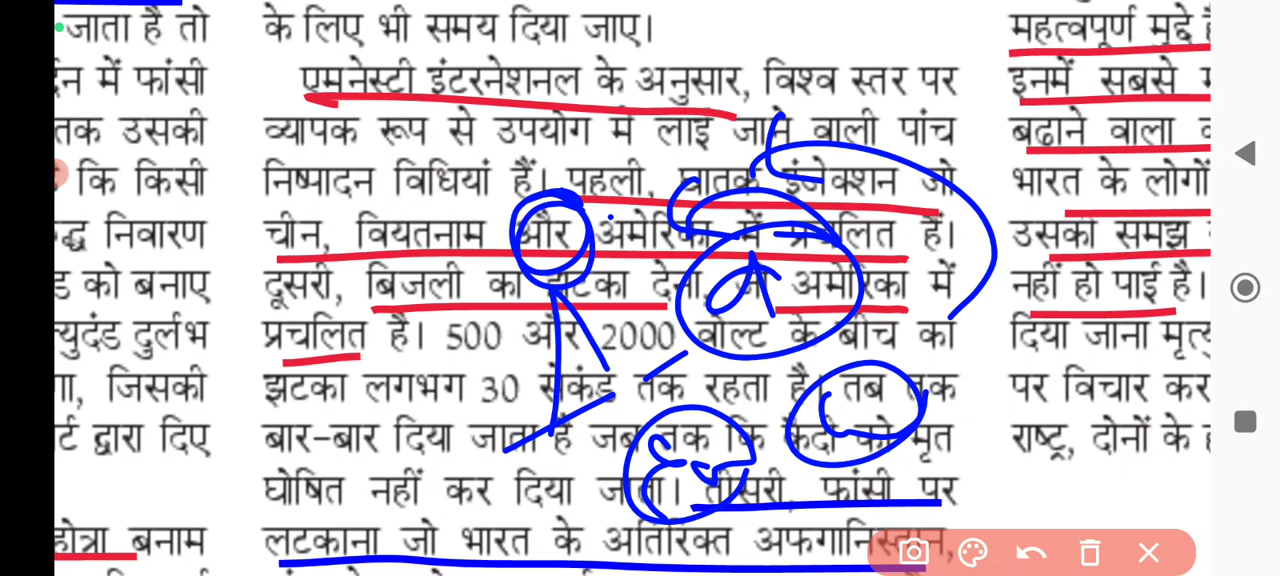 जाता है तो
में फांसी
तक उसकी
कि किसी
निवारण
को बनाए
दुर्लभ
जिसकी
द्वारा दिए
बनाम
के लिए भी समय दिया जाए।
एमनेस्टी इंटरनेशनल के अनुसार, विश्व स्तर पर
व्यापक रूप से उपयोग में लाई जाने वाली पांच
निष्पादन विधियां हैं। पहली, घातक इंजेक्शन जो
चीन, वियतनाम और अमेरिका में प्रचलित हैं।
दूसरी, बिजली का झटका देना, जो अमेरिका में
प्रचलित है। 500 और 2000 वोल्ट के बीच का
झटका लगभग 30 सेकंड तक रहता है। तब तक
बार-बार दिया जाता है जब तक कि कैदी को मृत
घोषित नहीं कर दिया जाता। तीसरी, फांसी पर
लटकाना जो भारत के अतिरिक्त अफगानिस्तान,
महत्वपूर्ण मुद्दे
इनमें सबसे
बढाने वाला
भारत के लोगों
उसकी समझ
नहीं हो पाई है।
दिया जाना
पर विचार कर
राष्ट्र, दोनों के